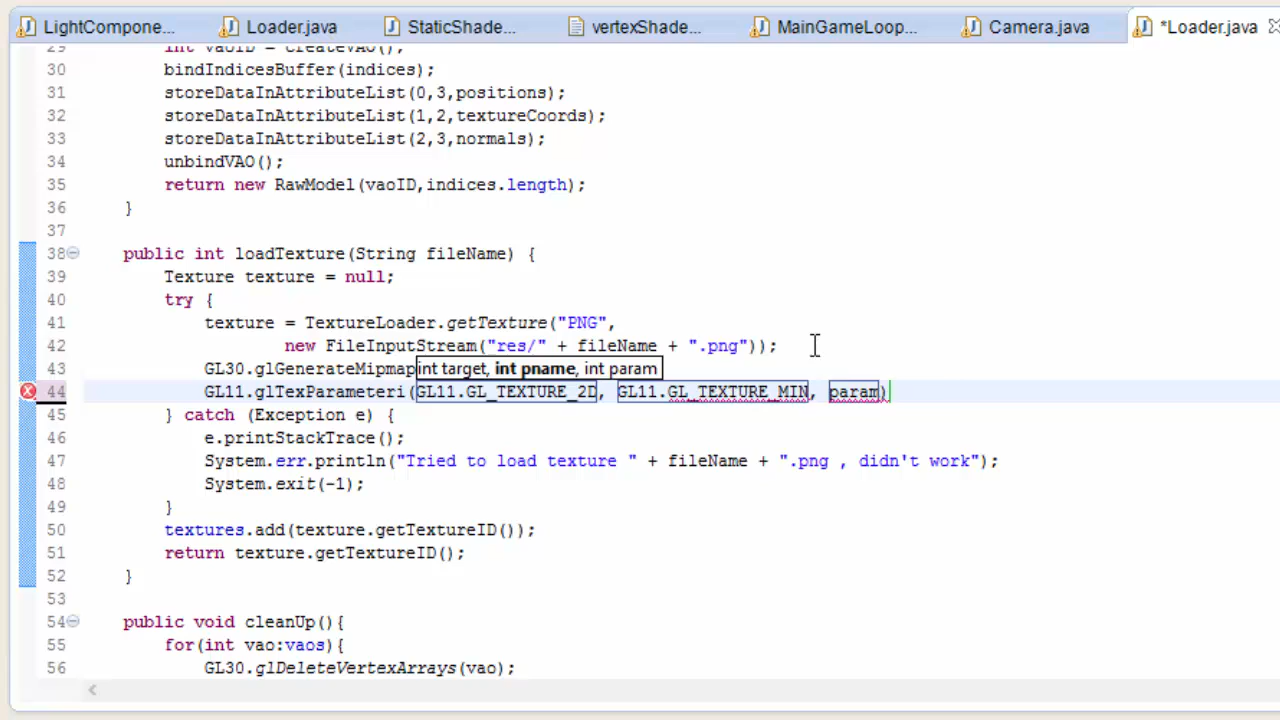 LightCompone... Loader.java StaticShade... vertexShade... MainGameLoop... Camera.java *Loader.java
29 int vaoID = createVAO();
30 bindIndicesBuffer(indices);
31 storeDataInAttributeList(0,3,positions);
32 storeDataInAttributeList(1,2,textureCoords);
33 storeDataInAttributeList(2,3,normals);
34 unbindVAO();
35 return new RawModel(vaoID,indices.length);
36 }
37
38 public int loadTexture(String fileName) {
39 Texture texture = null;
40 try {
41 texture = TextureLoader.getTexture("PNG",
42 new FileInputStream("res/" + fileName + ".png"));
43 GL30.glGenerateMipmap int target, int pname, int param
44 GL11.glTexParameteri(GL11.GL_TEXTURE_2D, GL11.GL_TEXTURE_MIN, param)
45 } catch (Exception e) {
46 e.printStackTrace();
47 System.err.println("Tried to load texture " + fileName + ".png , didn't work");
48 System.exit(-1);
49 }
50 textures.add(texture.getTextureID());
51 return texture.getTextureID();
52 }
53
54 public void cleanUp(){
55 for(int vao:vaos){
56 GL30.glDeleteVertexArrays(vao);